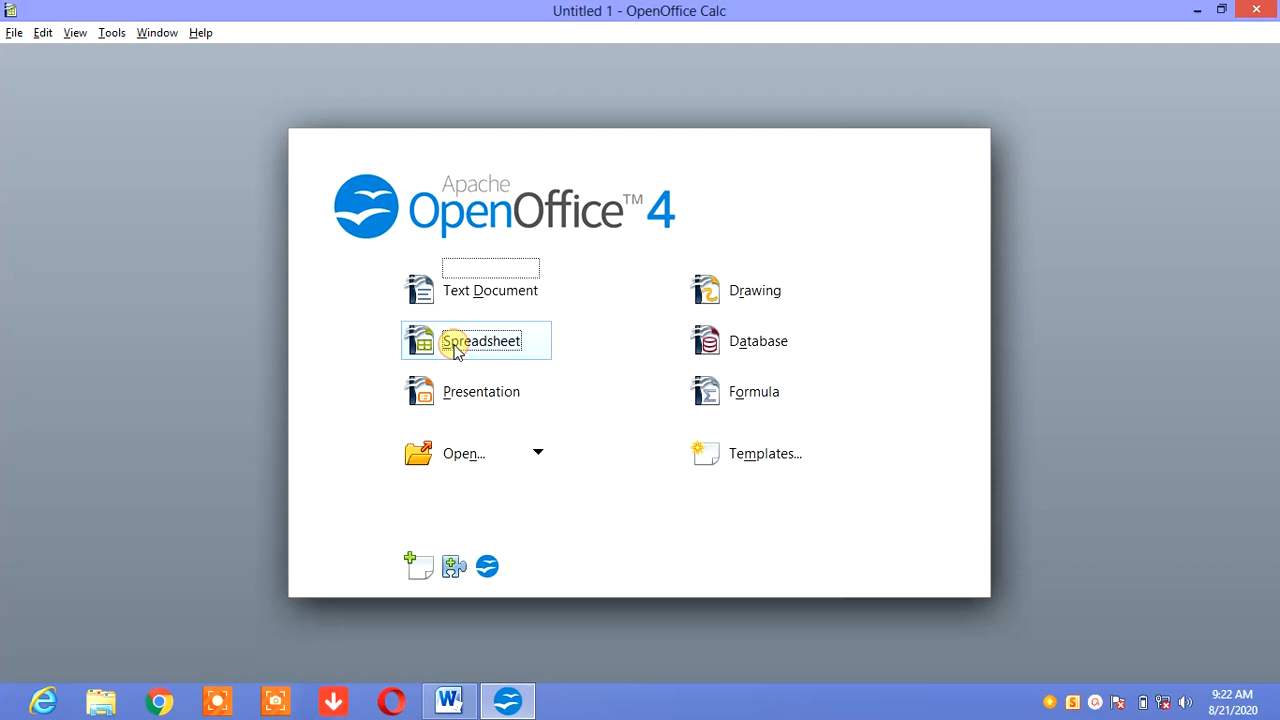 Untitled 1 - OpenOffice Calc
File Edit View Tools Window Help
Apache
OpenOffice™ 4
Text Document
Drawing
Spreadsheet
Database
Presentation
Formula
Open...
Templates...
W
S
9:22 AM
8/21/2020